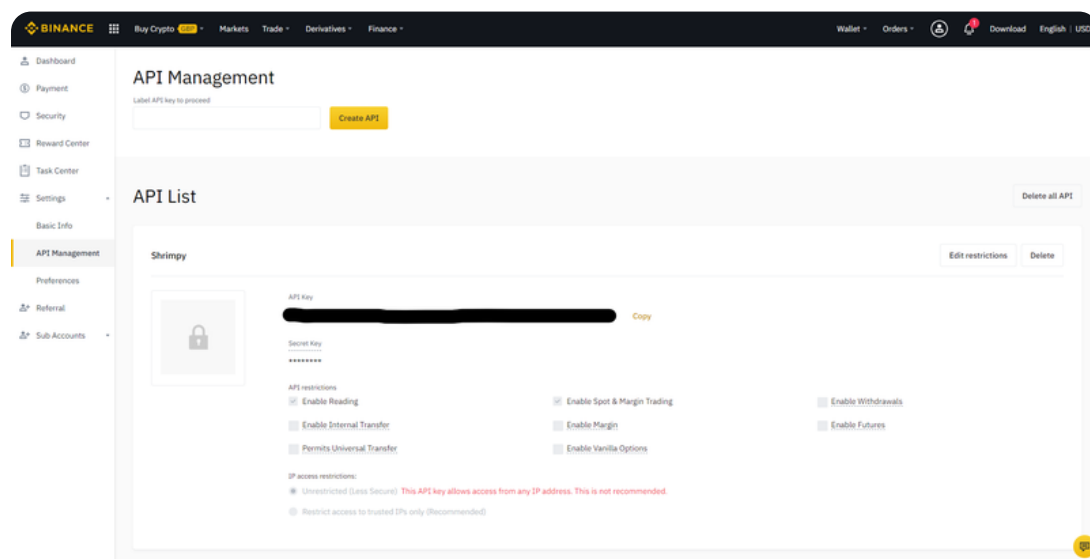 BINANCE Buy Crypto GBP Markets Trade Derivatives Finance Wallet Orders 1 Download English | USD
Dashboard
Payment
Security
Reward Center
Task Center
Settings
Basic Info
API Management
Preferences
Referral
Sub Accounts
API Management
Label API key to proceed
Create API
API List
Delete all API
Shrimpy
Edit restrictions Delete
API Key
Copy
Secret Key
********
API restrictions
Enable Reading Enable Spot & Margin Trading Enable Withdrawals
Enable Internal Transfer Enable Margin Enable Futures
Permits Universal Transfer Enable Vanilla Options
IP access restrictions:
Unrestricted (Less Secure) This API key allows access from any IP address. This is not recommended.
Restrict access to trusted IPs only (Recommended)